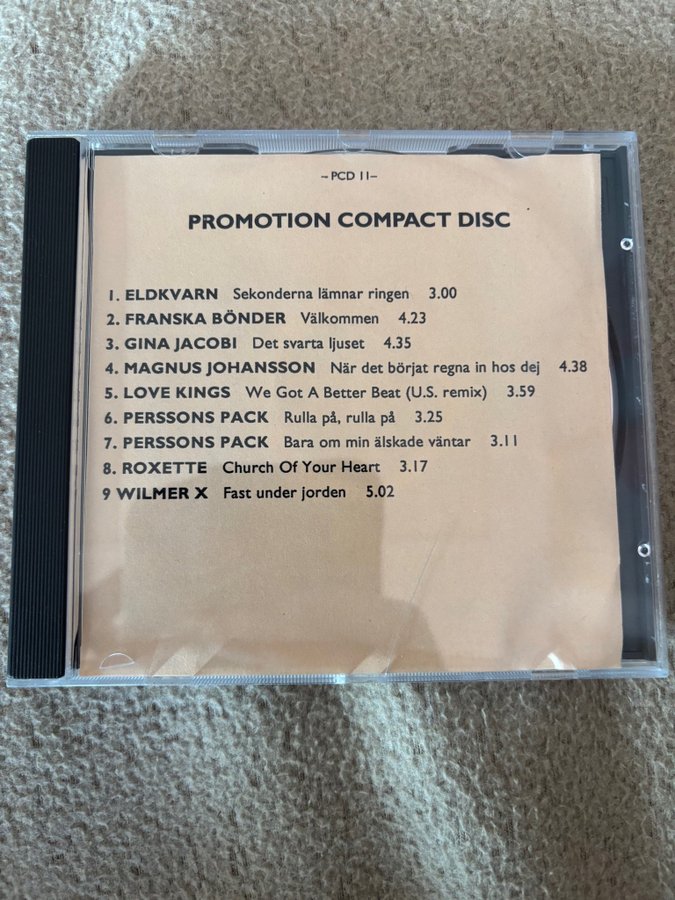 – PCD 11–
PROMOTION COMPACT DISC
1. ELDKVARN Sekonderna lämnar ringen 3.00
2. FRANSKA BÖNDER Välkommen 4.23
3. GINA JACOBI Det svarta ljuset 4.35
4. MAGNUS JOHANSSON När det börjat regna in hos dej 4.38
5. LOVE KINGS We Got A Better Beat (U.S. remix) 3.59
6. PERSSONS PACK Rulla på, rulla på 3.25
7. PERSSONS PACK Bara om min älskade väntar 3.11
8. ROXETTE Church Of Your Heart 3.17
9 WILMER X Fast under jorden 5.02